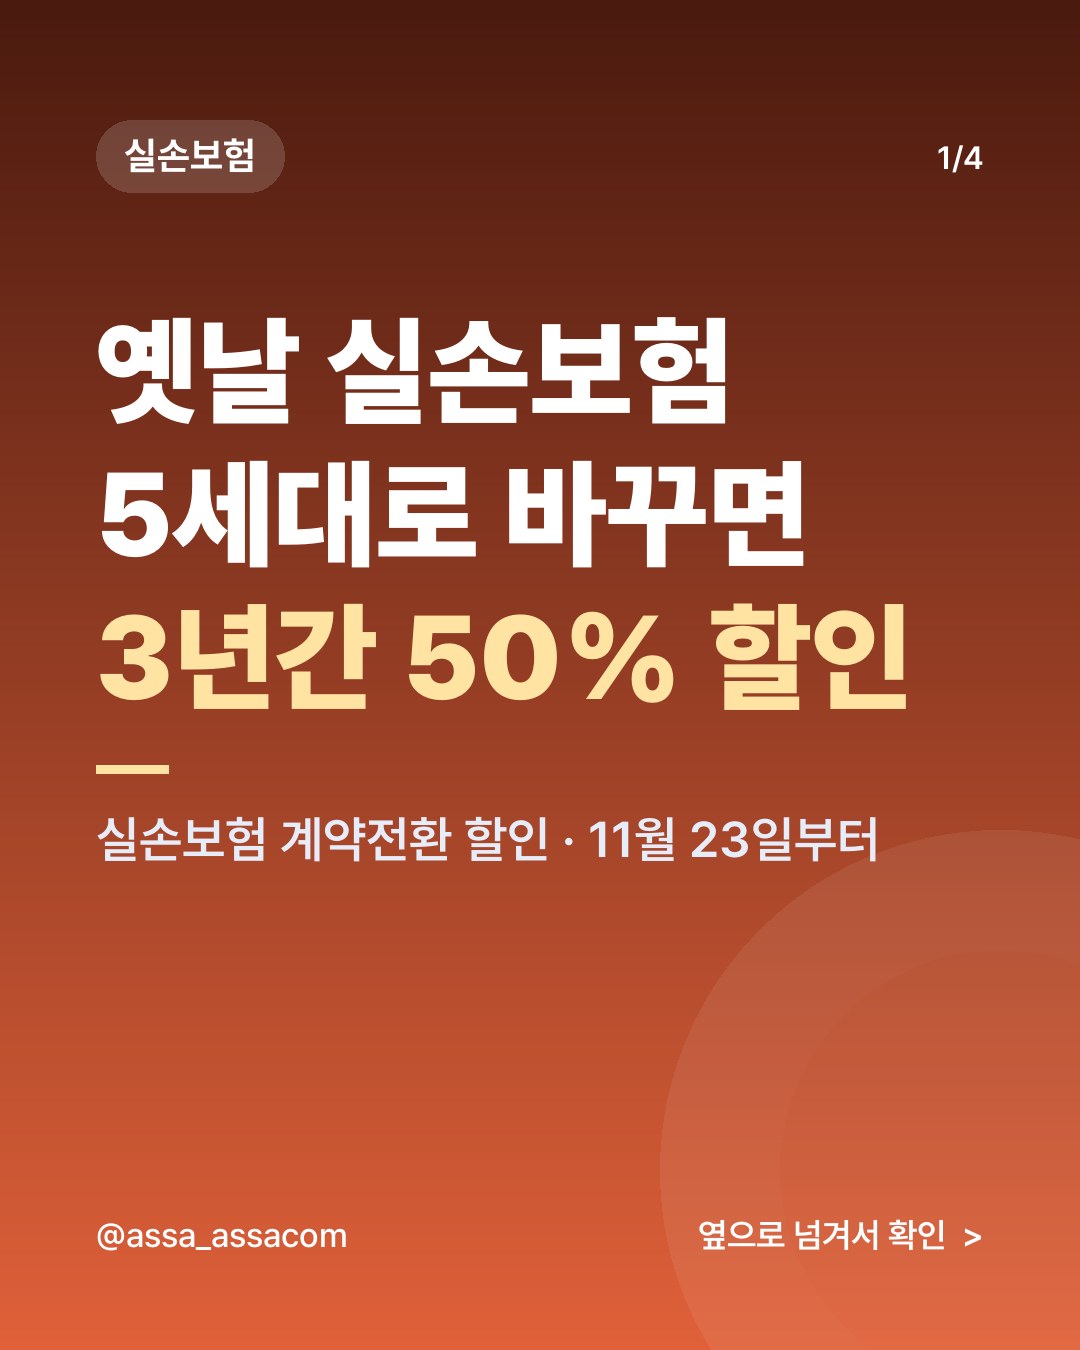 실손보험
1/4
옛날 실손보험
5세대로 바꾸면
3년간 50% 할인
실손보험 계약전환 할인 · 11월 23일부터
@assa_assacom
옆으로 넘겨서 확인 >